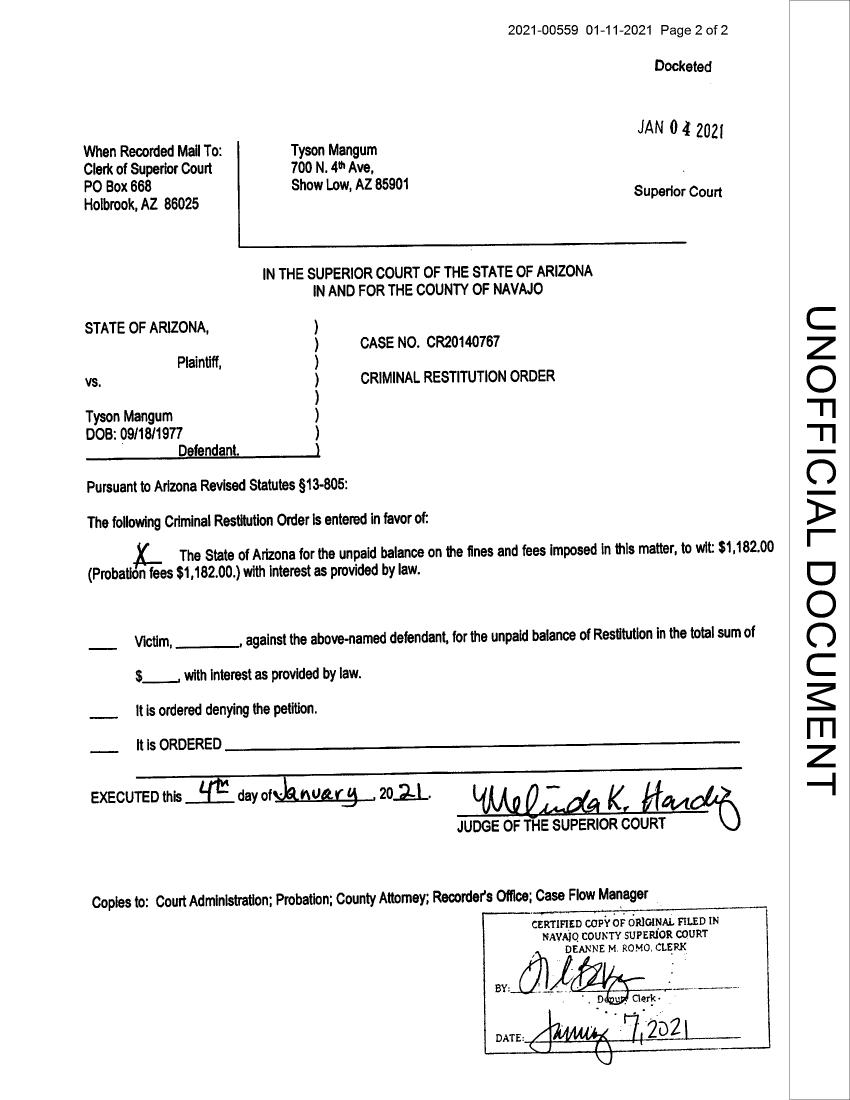 2021-00559 01-11-2021 Page 2 of 2
Docketed
JAN 04 2021
Superior Court
When Recorded Mail To:
Clerk of Superior Court
PO Box 668
Holbrook, AZ 86025
Tyson Mangum
700 N. 4th Ave,
Show Low, AZ 85901
IN THE SUPERIOR COURT OF THE STATE OF ARIZONA
IN AND FOR THE COUNTY OF NAVAJO
STATE OF ARIZONA,
Plaintiff,
vs.
Tyson Mangum
DOB: 09/18/1977
Defendant.
)
)
)
)
)
)
)
)
CASE NO. CR20140767
CRIMINAL RESTITUTION ORDER
Pursuant to Arizona Revised Statutes §13-805:
The following Criminal Restitution Order is entered in favor of:
X The State of Arizona for the unpaid balance on the fines and fees imposed in this matter, to wit: $1,182.00
(Probation fees $1,182.00.) with interest as provided by law.
___ Victim, ________, against the above-named defendant, for the unpaid balance of Restitution in the total sum of
$____, with interest as provided by law.
___ It is ordered denying the petition.
___ It is ORDERED ________
EXECUTED this 4th day of January, 2021.
Melinda K. Hardy
JUDGE OF THE SUPERIOR COURT
Copies to: Court Administration; Probation; County Attorney; Recorder's Office; Case Flow Manager
CERTIFIED COPY OF ORIGINAL FILED IN
NAVAJO COUNTY SUPERIOR COURT
DEANNE M. ROMO, CLERK
BY:
Deputy Clerk
DATE: January 7, 2021
UNOFFICIAL DOCUMENT